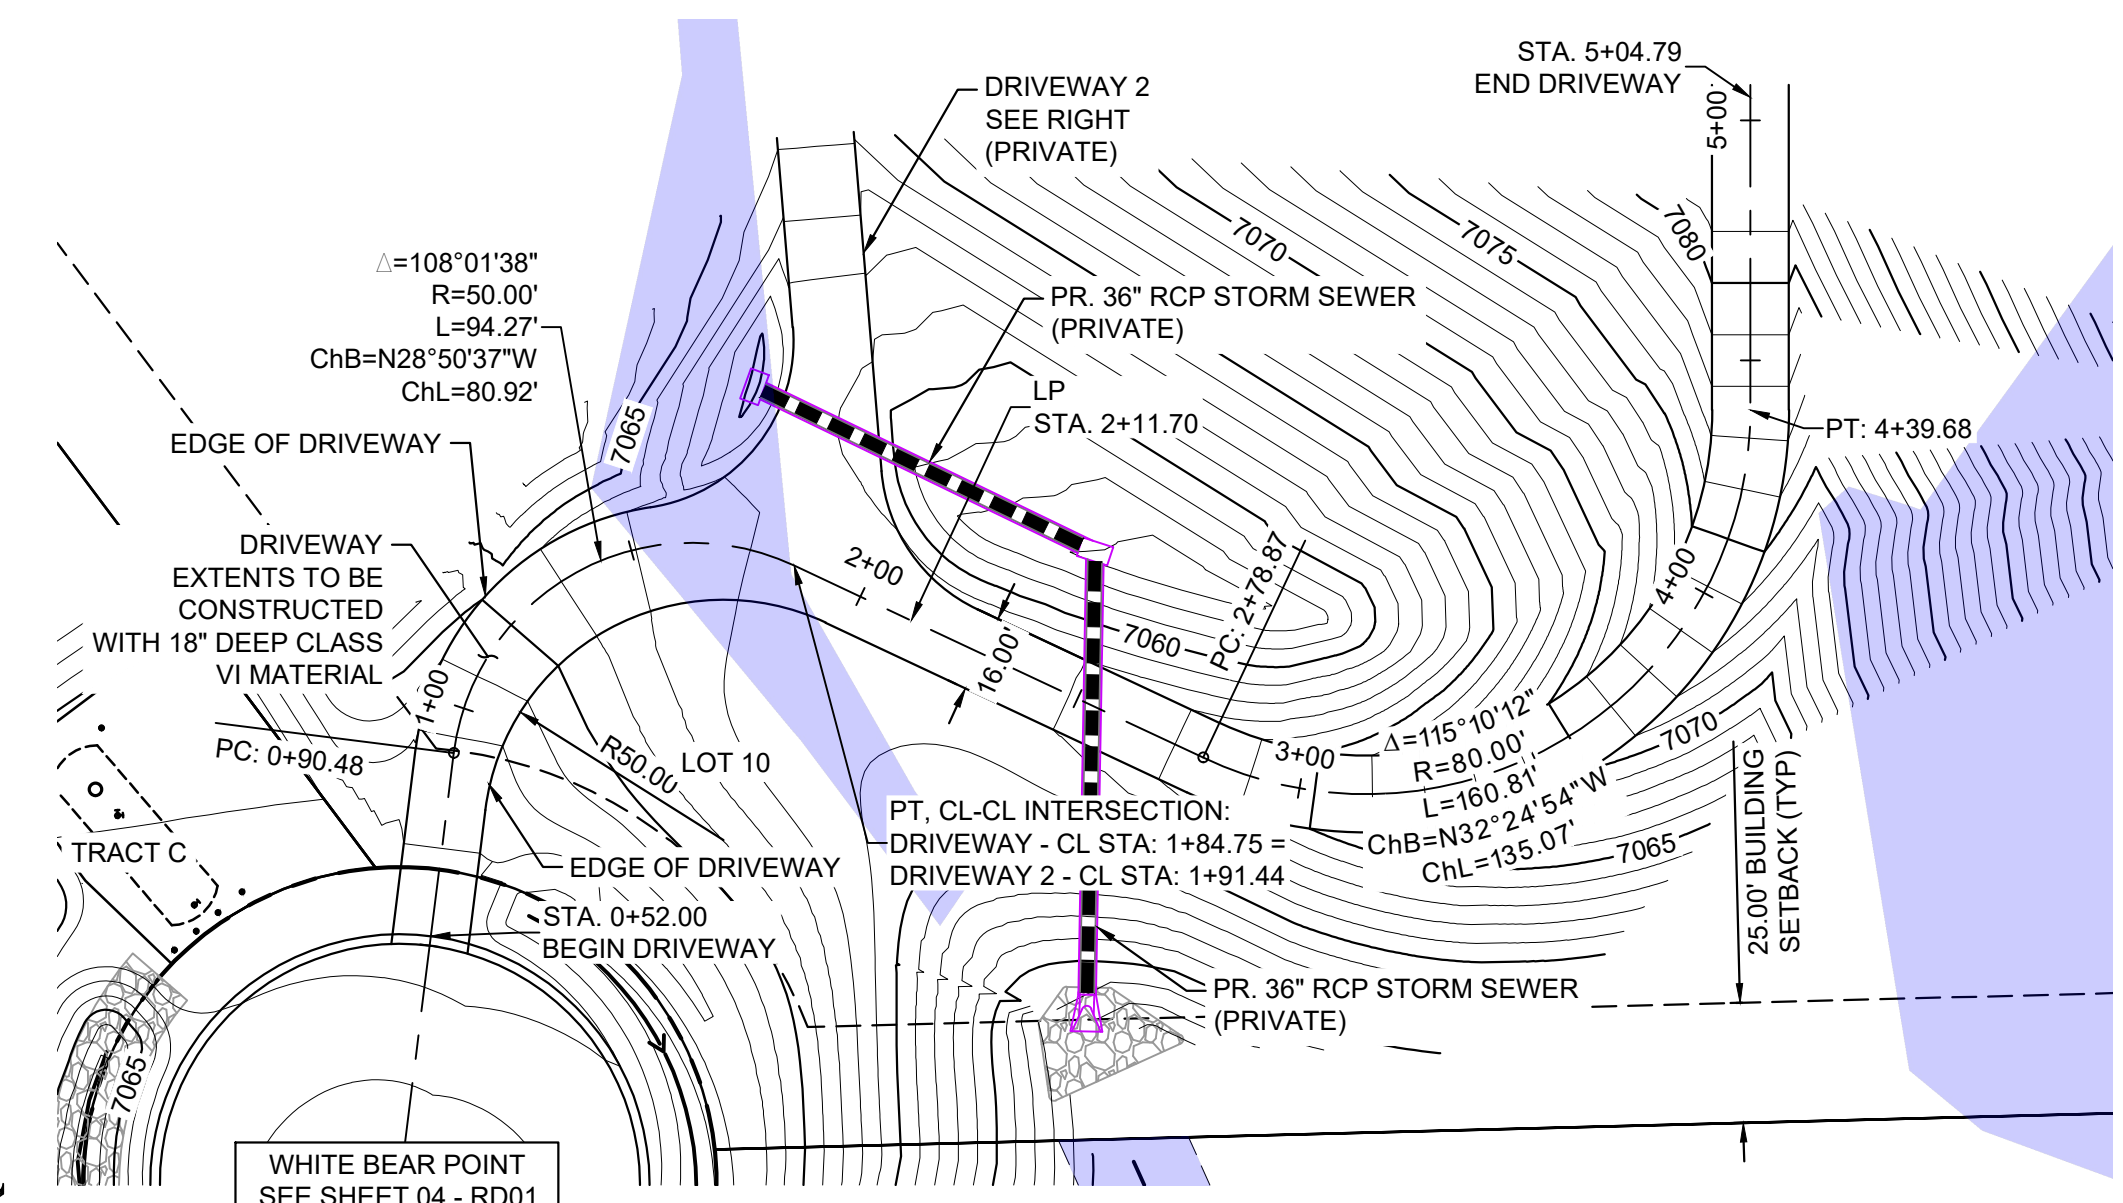 STA. 5+04.79
END DRIVEWAY
5+00
DRIVEWAY 2
SEE RIGHT
(PRIVATE)
7070
7075
7080
Δ=108°01'38"
R=50.00'
L=94.27'
ChB=N28°50'37"W
ChL=80.92'
PR. 36" RCP STORM SEWER
(PRIVATE)
LP
STA. 2+11.70
7065
EDGE OF DRIVEWAY
PT: 4+39.68
DRIVEWAY
EXTENTS TO BE
CONSTRUCTED
WITH 18" DEEP CLASS
VI MATERIAL
2+00
PC: 2+78.87
4+00
16.00'
7060
1+00
PC: 0+90.48
R50.00'
LOT 10
3+00
Δ=115°10'12"
R=80.00'
L=160.81'
ChB=N32°24'54"W
ChL=135.07'
7070
7065
25.00' BUILDING
SETBACK (TYP)
PT, CL-CL INTERSECTION:
DRIVEWAY - CL STA: 1+84.75 =
DRIVEWAY 2 - CL STA: 1+91.44
TRACT C
EDGE OF DRIVEWAY
STA. 0+52.00
BEGIN DRIVEWAY
PR. 36" RCP STORM SEWER
(PRIVATE)
7065
WHITE BEAR POINT
SEE SHEET 04 - RD01